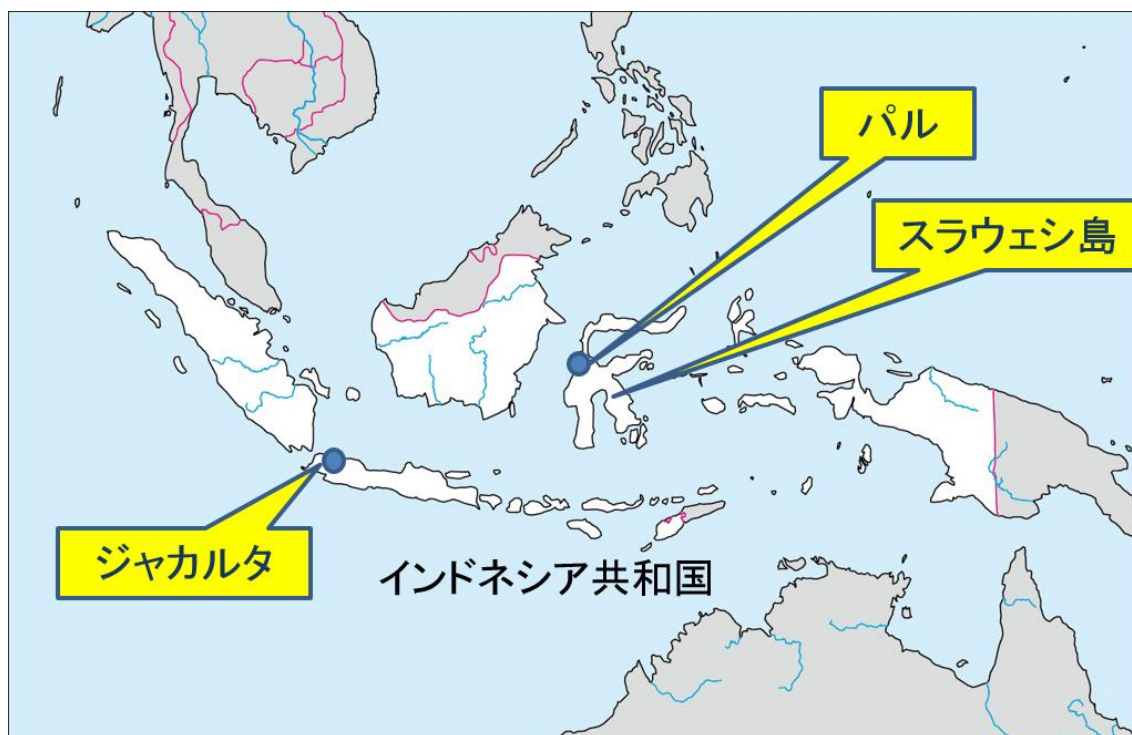 パル
スラウェシ島
ジャカルタ
インドネシア共和国